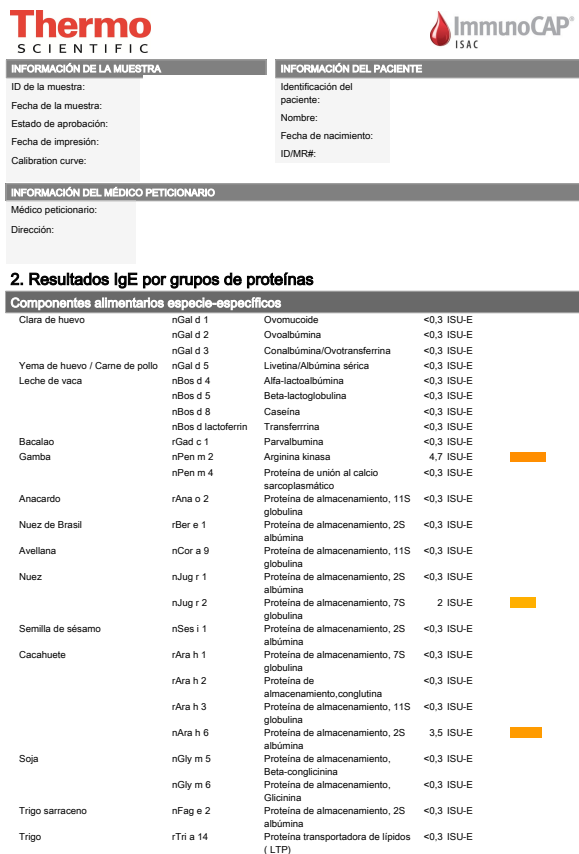 Thermo
SCIENTIFIC
ImmunoCAP®
ISAC
INFORMACIÓN DE LA MUESTRA
ID de la muestra:
Fecha de la muestra:
Estado de aprobación:
Fecha de impresión:
Calibration curve:
INFORMACIÓN DEL PACIENTE
Identificación del
paciente:
Nombre:
Fecha de nacimiento:
ID/MR#:
INFORMACIÓN DEL MÉDICO PETICIONARIO
Médico peticionario:
Dirección:
2. Resultados IgE por grupos de proteínas
Componentes alimentarios especie-específicos
Clara de huevo nGal d 1 Ovomucoide <0,3 ISU-E
nGal d 2 Ovoalbúmina <0,3 ISU-E
nGal d 3 Conalbúmina/Ovotransferrina <0,3 ISU-E
Yema de huevo / Carne de pollo nGal d 5 Livetina/Albúmina sérica <0,3 ISU-E
Leche de vaca nBos d 4 Alfa-lactoalbúmina <0,3 ISU-E
nBos d 5 Beta-lactoglobulina <0,3 ISU-E
nBos d 8 Caseína <0,3 ISU-E
nBos d lactoferrin Transferrrina <0,3 ISU-E
Bacalao rGad c 1 Parvalbumina <0,3 ISU-E
Gamba nPen m 2 Arginina kinasa 4,7 ISU-E
nPen m 4 Proteína de unión al calcio <0,3 ISU-E
sarcoplasmático
Anacardo rAna o 2 Proteína de almacenamiento, 11S <0,3 ISU-E
globulina
Nuez de Brasil rBer e 1 Proteína de almacenamiento, 2S <0,3 ISU-E
albúmina
Avellana nCor a 9 Proteína de almacenamiento, 11S <0,3 ISU-E
globulina
Nuez nJug r 1 Proteína de almacenamiento, 2S <0,3 ISU-E
albúmina
nJug r 2 Proteína de almacenamiento, 7S 2 ISU-E
globulina
Semilla de sésamo nSes i 1 Proteína de almacenamiento, 2S <0,3 ISU-E
albúmina
Cacahuete rAra h 1 Proteína de almacenamiento, 7S <0,3 ISU-E
globulina
rAra h 2 Proteína de <0,3 ISU-E
almacenamiento,conglutina
rAra h 3 Proteína de almacenamiento, 11S <0,3 ISU-E
globulina
nAra h 6 Proteína de almacenamiento, 2S 3,5 ISU-E
albúmina
Soja nGly m 5 Proteína de almacenamiento, <0,3 ISU-E
Beta-conglicinina
nGly m 6 Proteína de almacenamiento, <0,3 ISU-E
Glicinina
Trigo sarraceno nFag e 2 Proteína de almacenamiento, 2S <0,3 ISU-E
albúmina
Trigo rTri a 14 Proteína transportadora de lípidos <0,3 ISU-E
( LTP)